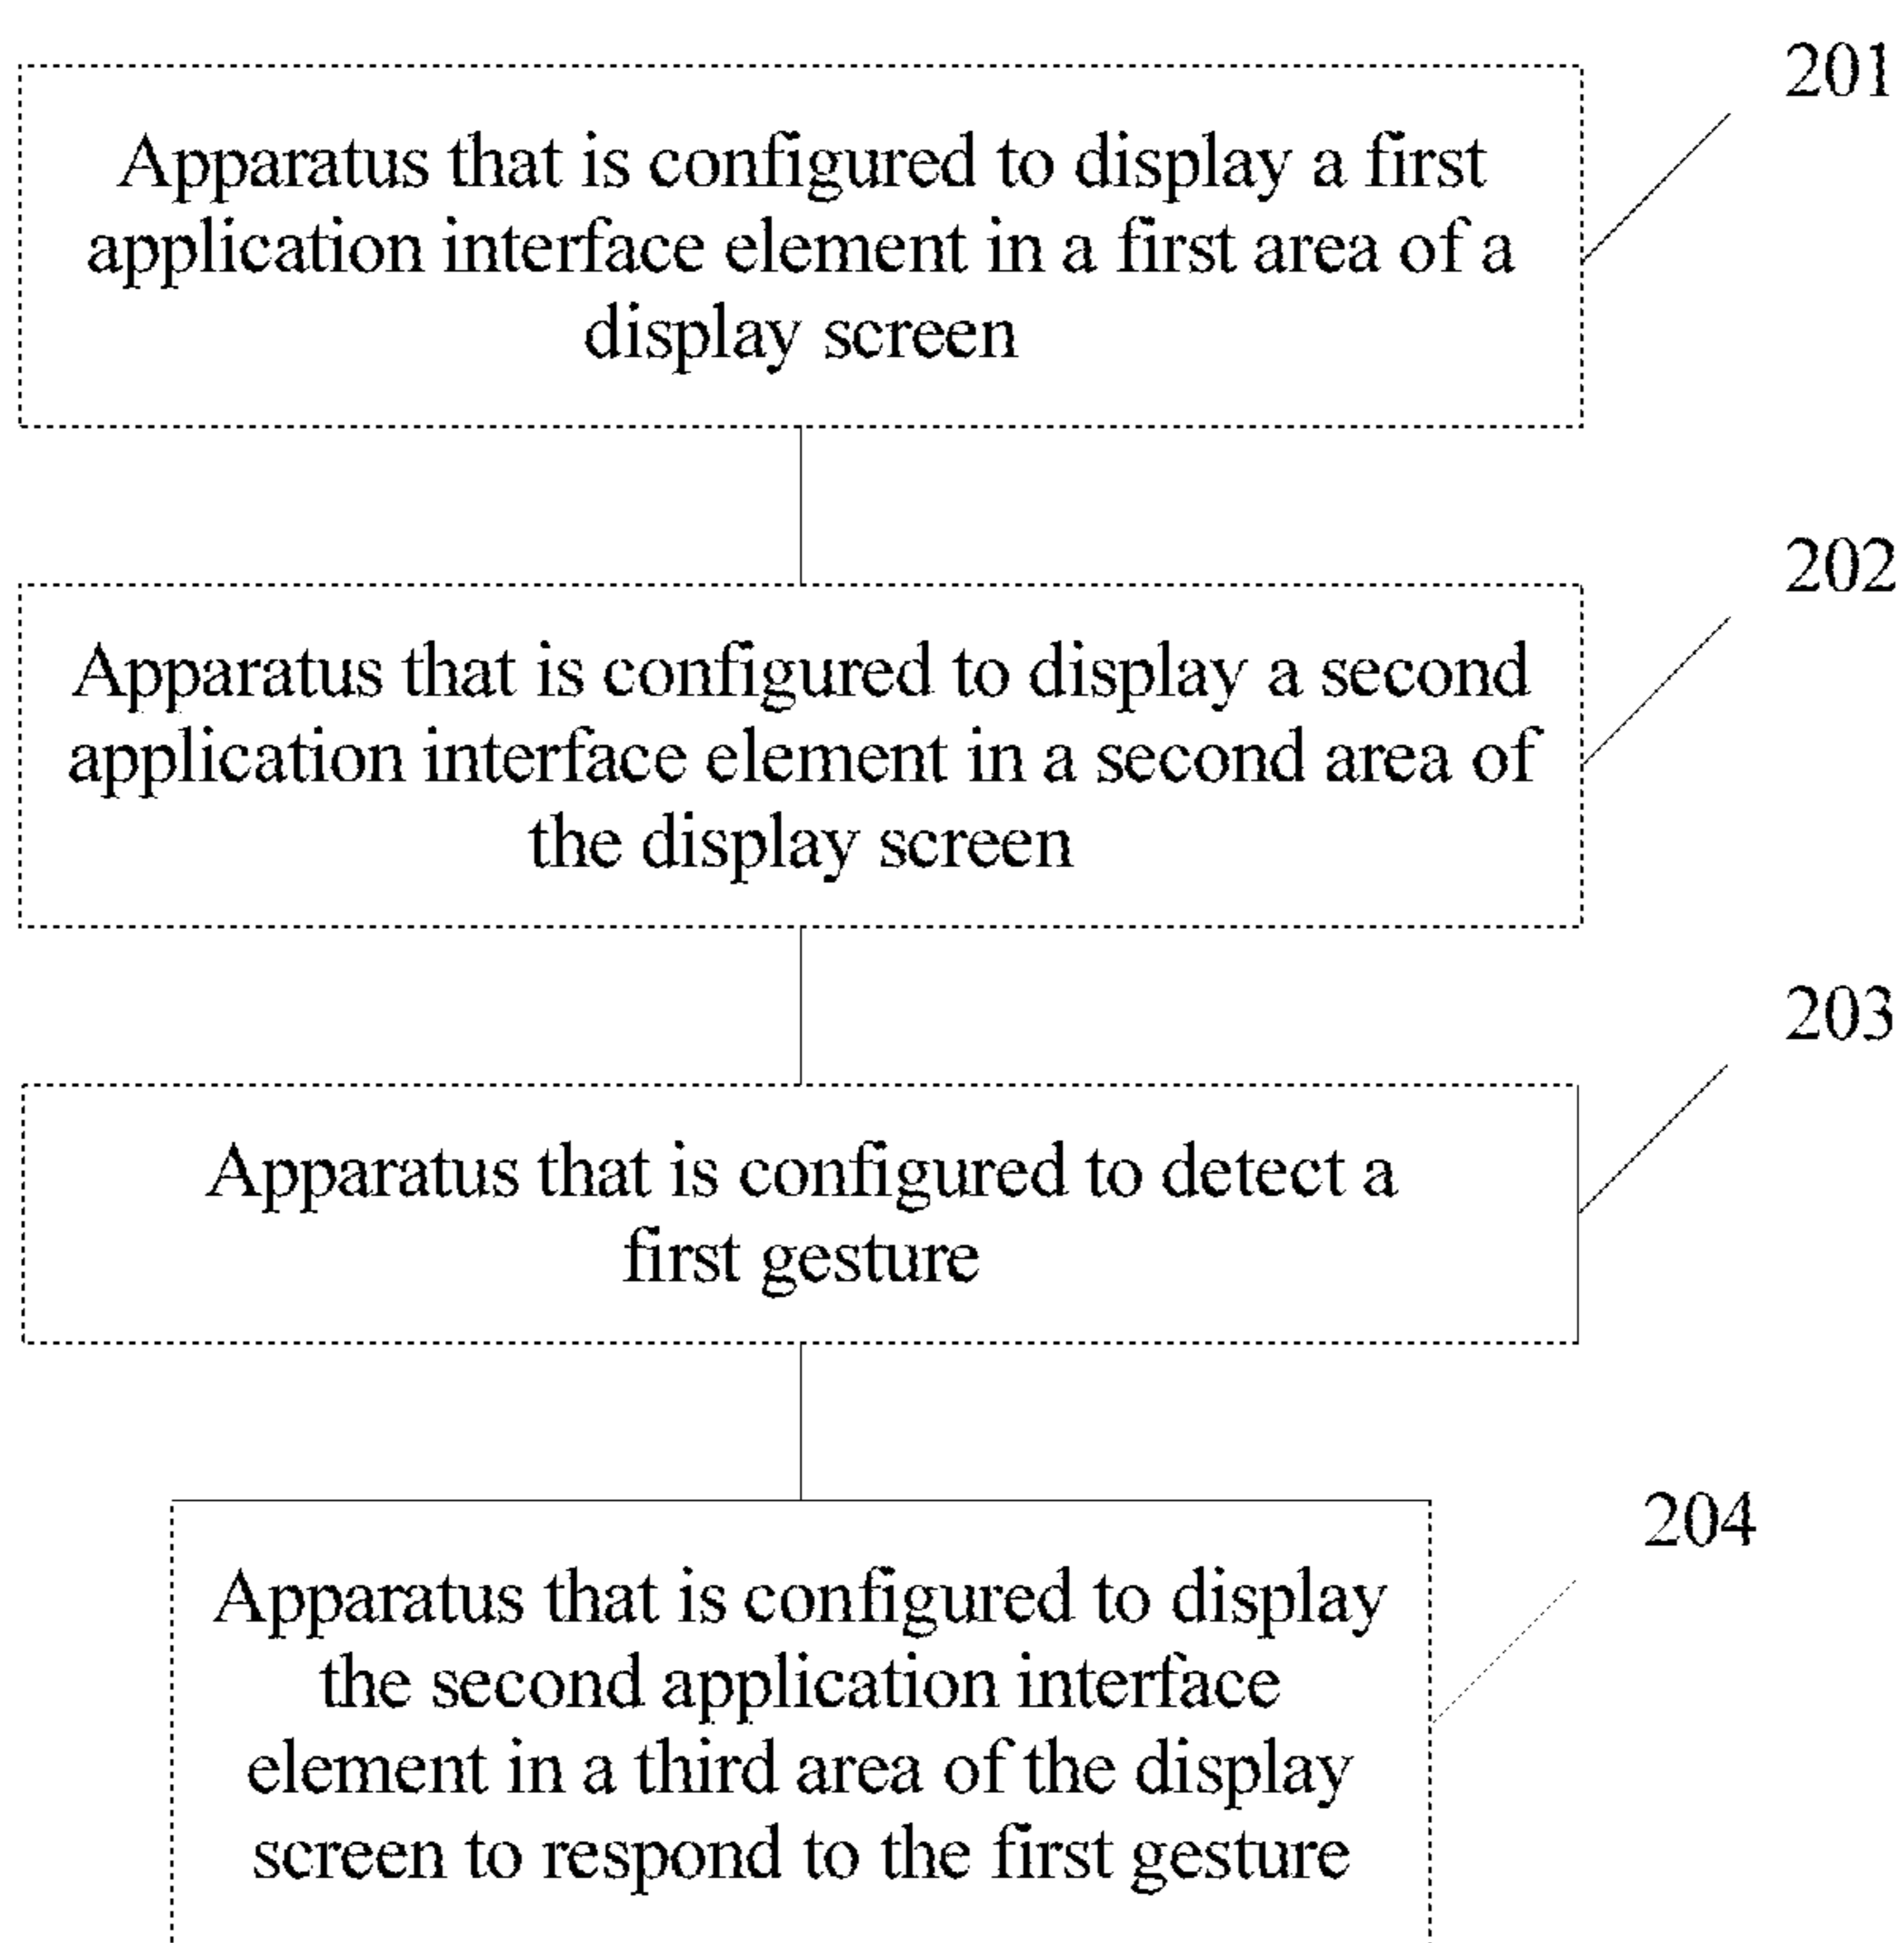 201
Apparatus that is configured to display a first
application interface element in a first area of a
display screen
202
Apparatus that is configured to display a second
application interface element in a second area of
the display screen
203
Apparatus that is configured to detect a
first gesture
204
Apparatus that is configured to display
the second application interface
element in a third area of the display
screen to respond to the first gesture